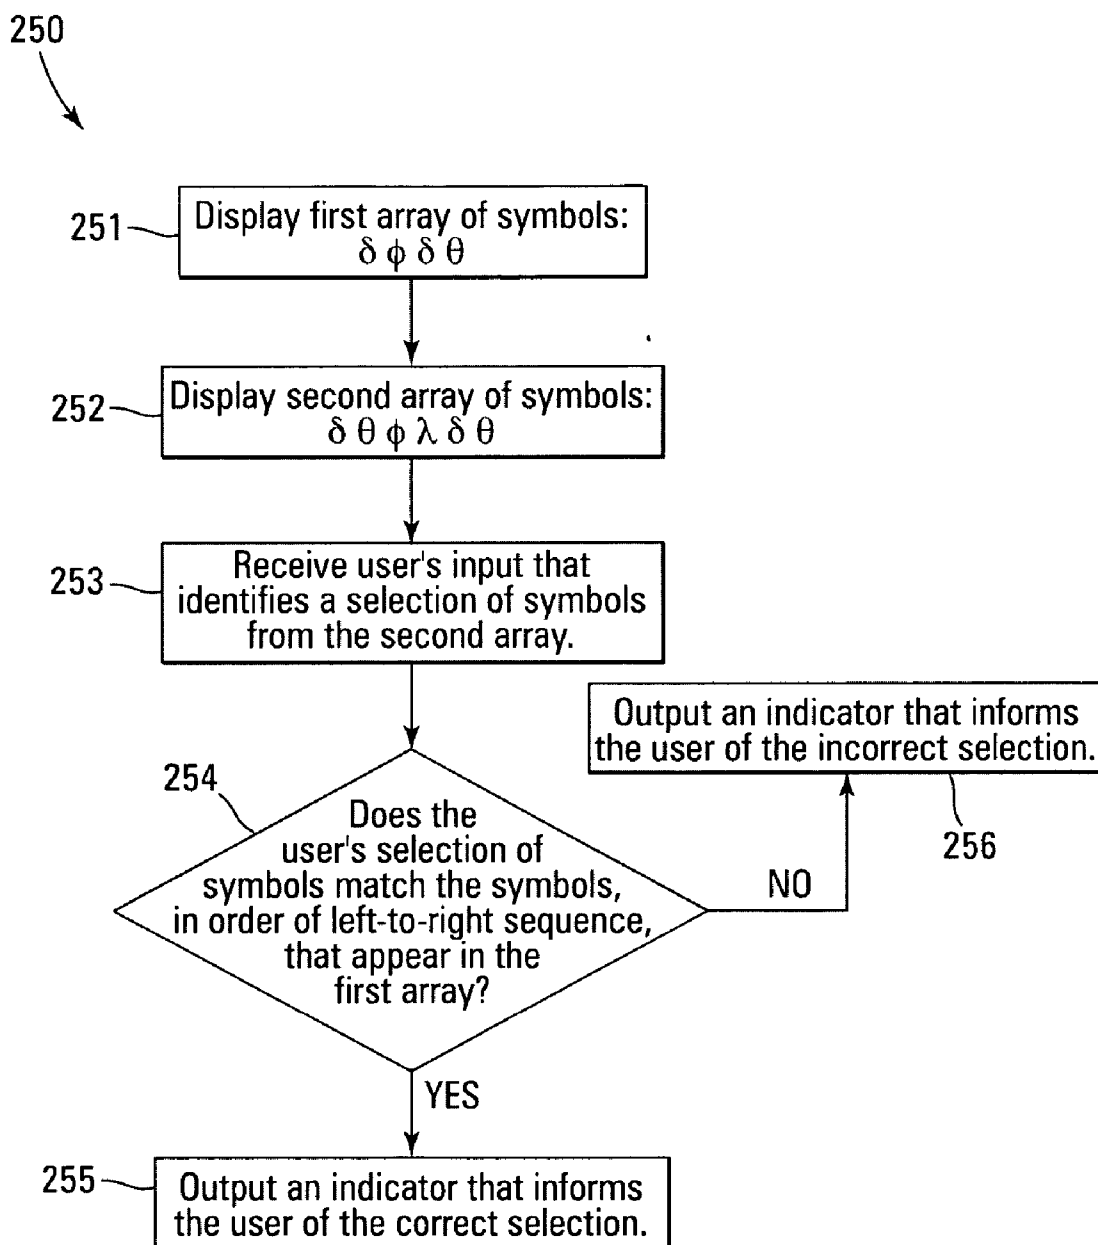 250
251
Display first array of symbols:
δ ϕ δ θ
252
Display second array of symbols:
δ θ ϕ λ δ θ
253
Receive user's input that
identifies a selection of symbols
from the second array.
Output an indicator that informs
the user of the incorrect selection.
256
254
Does the
user's selection of
symbols match the symbols,
in order of left-to-right sequence,
that appear in the
first array?
NO
YES
255
Output an indicator that informs
the user of the correct selection.